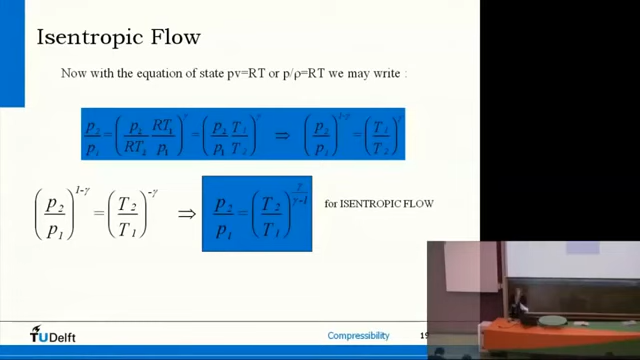 Isentropic Flow
Now with the equation of state pv=RT or p/ρ=RT we may write :
p₂/p₁ = (p₂/RT₂ RT₁/p₁)^γ = (p₂/p₁ T₁/T₂)^γ ⇒ (p₂/p₁)^(1-γ) = (T₁/T₂)^γ
(p₂/p₁)^(1-γ) = (T₂/T₁)^(-γ) ⇒ p₂/p₁ = (T₂/T₁)^(γ/(γ-1)) for ISENTROPIC FLOW
TUDelft Compressibility